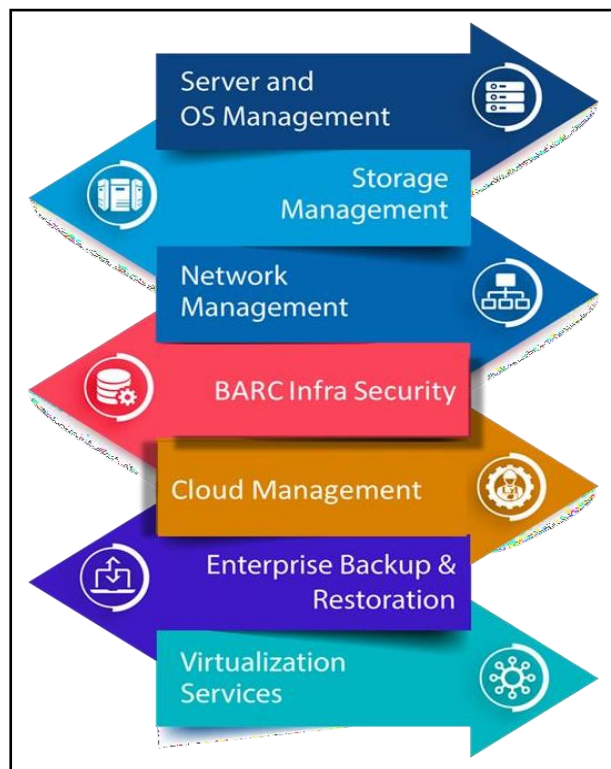 Server and
OS Management
Storage
Management
Network
Management
BARC Infra Security
Cloud Management
Enterprise Backup &
Restoration
Virtualization
Services